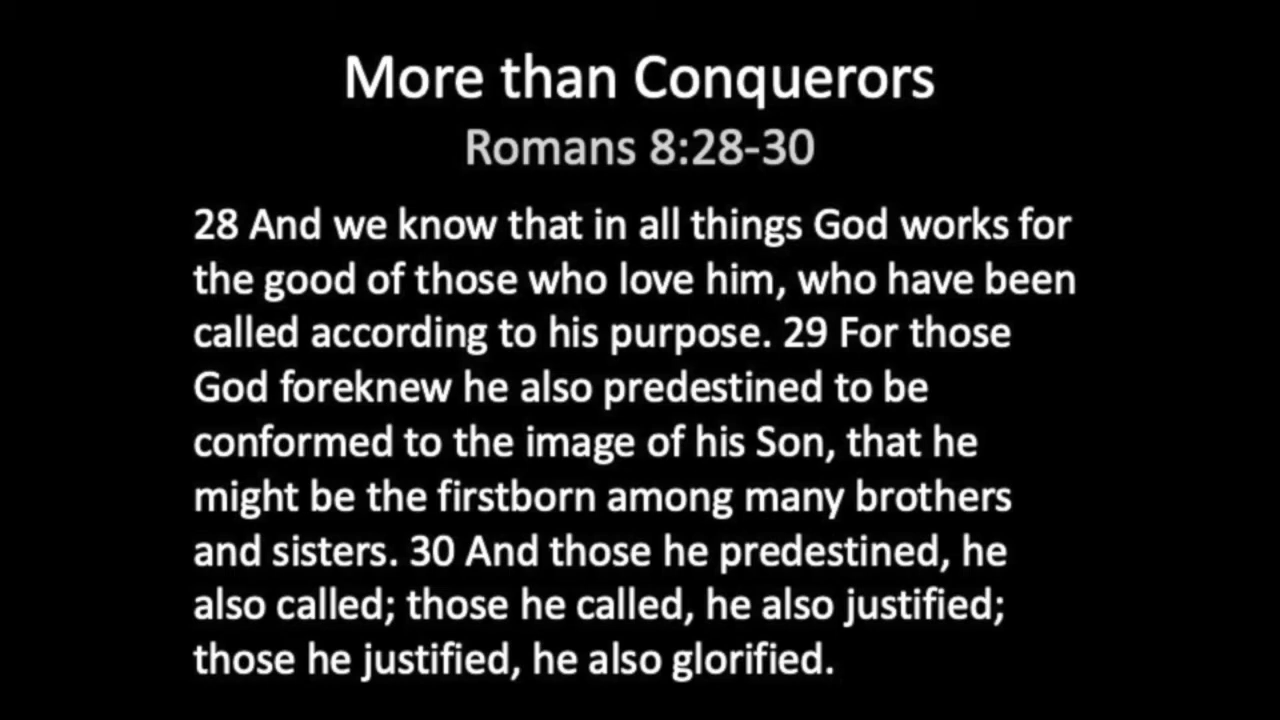 More than Conquerors
Romans 8:28-30
28 And we know that in all things God works for
the good of those who love him, who have been
called according to his purpose. 29 For those
God foreknew he also predestined to be
conformed to the image of his Son, that he
might be the firstborn among many brothers
and sisters. 30 And those he predestined, he
also called; those he called, he also justified;
those he justified, he also glorified.